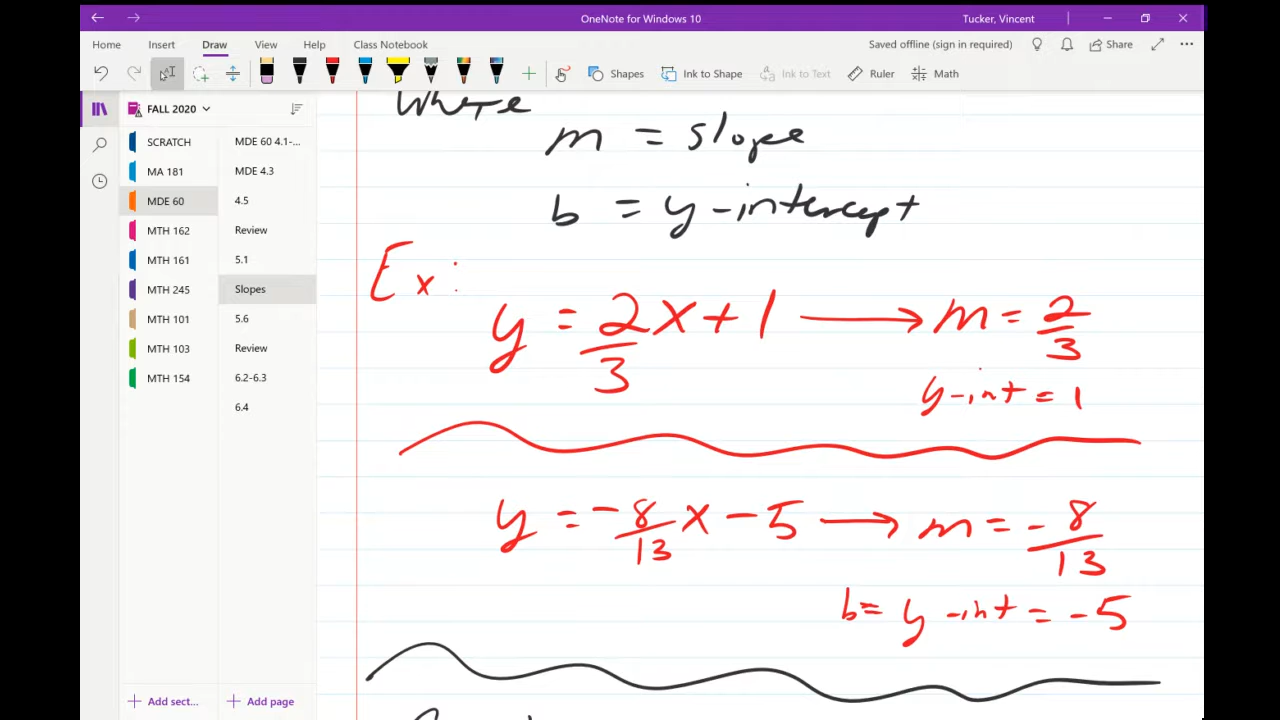 OneNote for Windows 10
Tucker, Vincent
Home Insert Draw View Help Class Notebook
Saved offline (sign in required) Share
Shapes Ink to Shape Ink to Text Ruler Math
FALL 2020
SCRATCH
MA 181
MDE 60
MTH 162
MTH 161
MTH 245
MTH 101
MTH 103
MTH 154
Add sect...
MDE 60 4.1-...
MDE 4.3
4.5
Review
5.1
Slopes
5.6
Review
6.2-6.3
6.4
Add page
Where
m = slope
b = y-intercept
Ex:
y = 2/3 x + 1 → m = 2/3
y-int = 1
y = -8/13 x - 5 → m = -8/13
b = y-int = -5